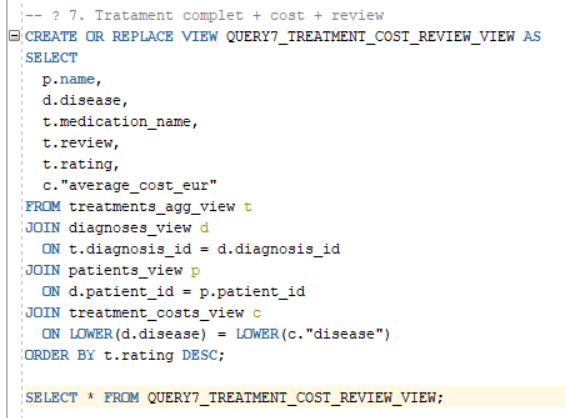 -- ? 7. Tratament complet + cost + review
CREATE OR REPLACE VIEW QUERY7_TREATMENT_COST_REVIEW_VIEW AS
SELECT
  p.name,
  d.disease,
  t.medication_name,
  t.review,
  t.rating,
  c."average_cost_eur"
FROM treatments_agg_view t
JOIN diagnoses_view d
  ON t.diagnosis_id = d.diagnosis_id
JOIN patients_view p
  ON d.patient_id = p.patient_id
JOIN treatment_costs_view c
  ON LOWER(d.disease) = LOWER(c."disease")
ORDER BY t.rating DESC;
SELECT * FROM QUERY7_TREATMENT_COST_REVIEW_VIEW;